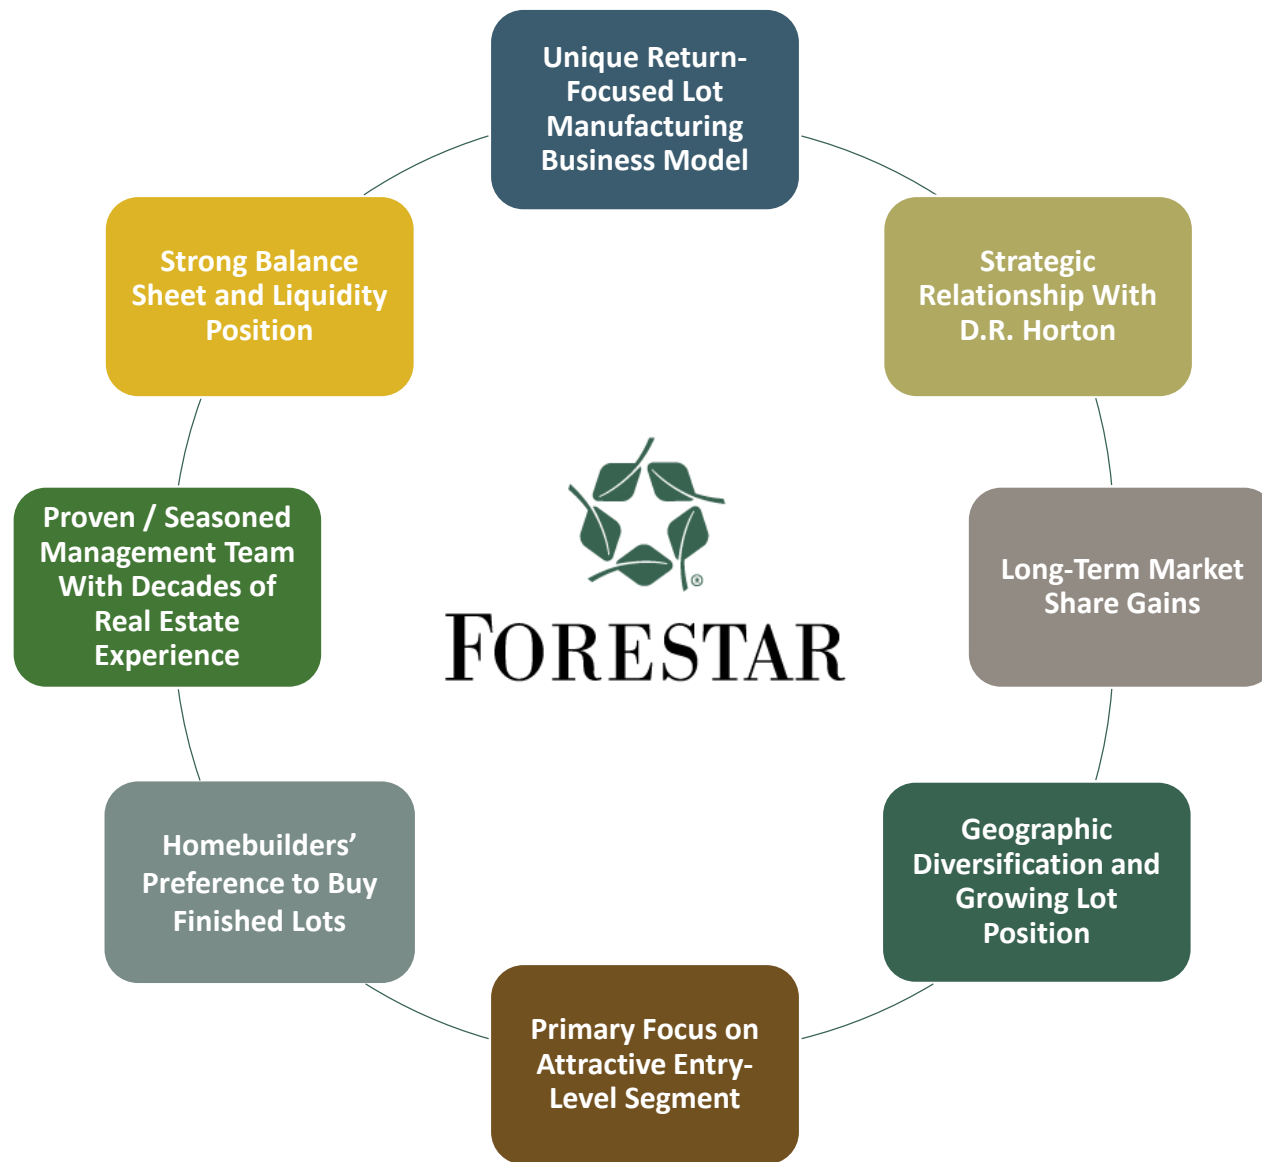 Unique Return-
Focused Lot
Manufacturing
Business Model
Strategic
Relationship With
D.R. Horton
Long-Term Market
Share Gains
Geographic
Diversification and
Growing Lot
Position
Primary Focus on
Attractive Entry-
Level Segment
Homebuilders’
Preference to Buy
Finished Lots
Proven / Seasoned
Management Team
With Decades of
Real Estate
Experience
Strong Balance
Sheet and Liquidity
Position
®
FORESTAR